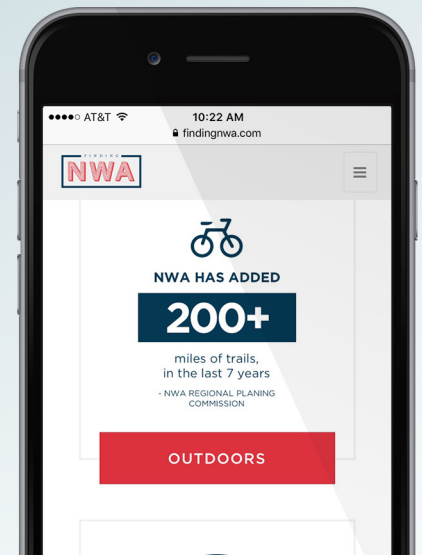 AT&T
10:22 AM
findingnwa.com
FINDING
NWA
NWA HAS ADDED
200+
miles of trails,
in the last 7 years
- NWA REGIONAL PLANING
COMMISSION
OUTDOORS